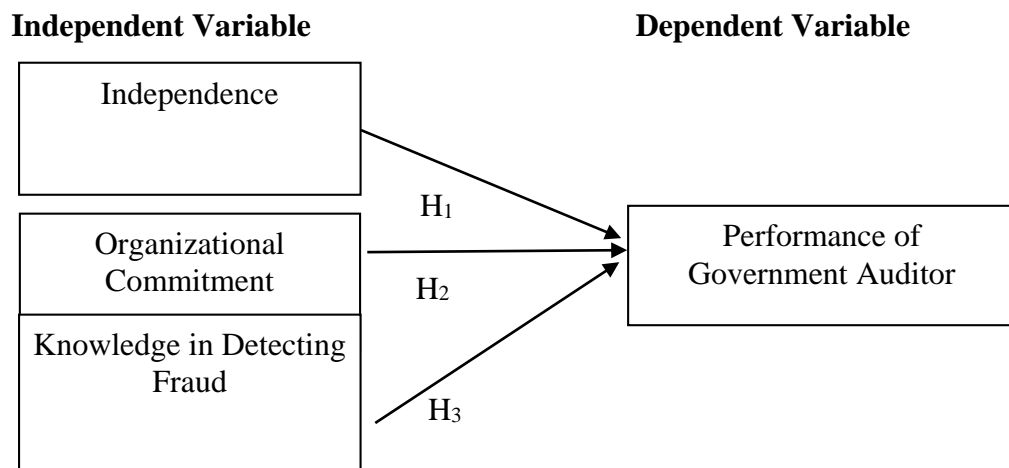 Independent Variable
Dependent Variable
Independence
H₁
Organizational
Commitment
H₂
Performance of
Government Auditor
Knowledge in Detecting
Fraud
H₃